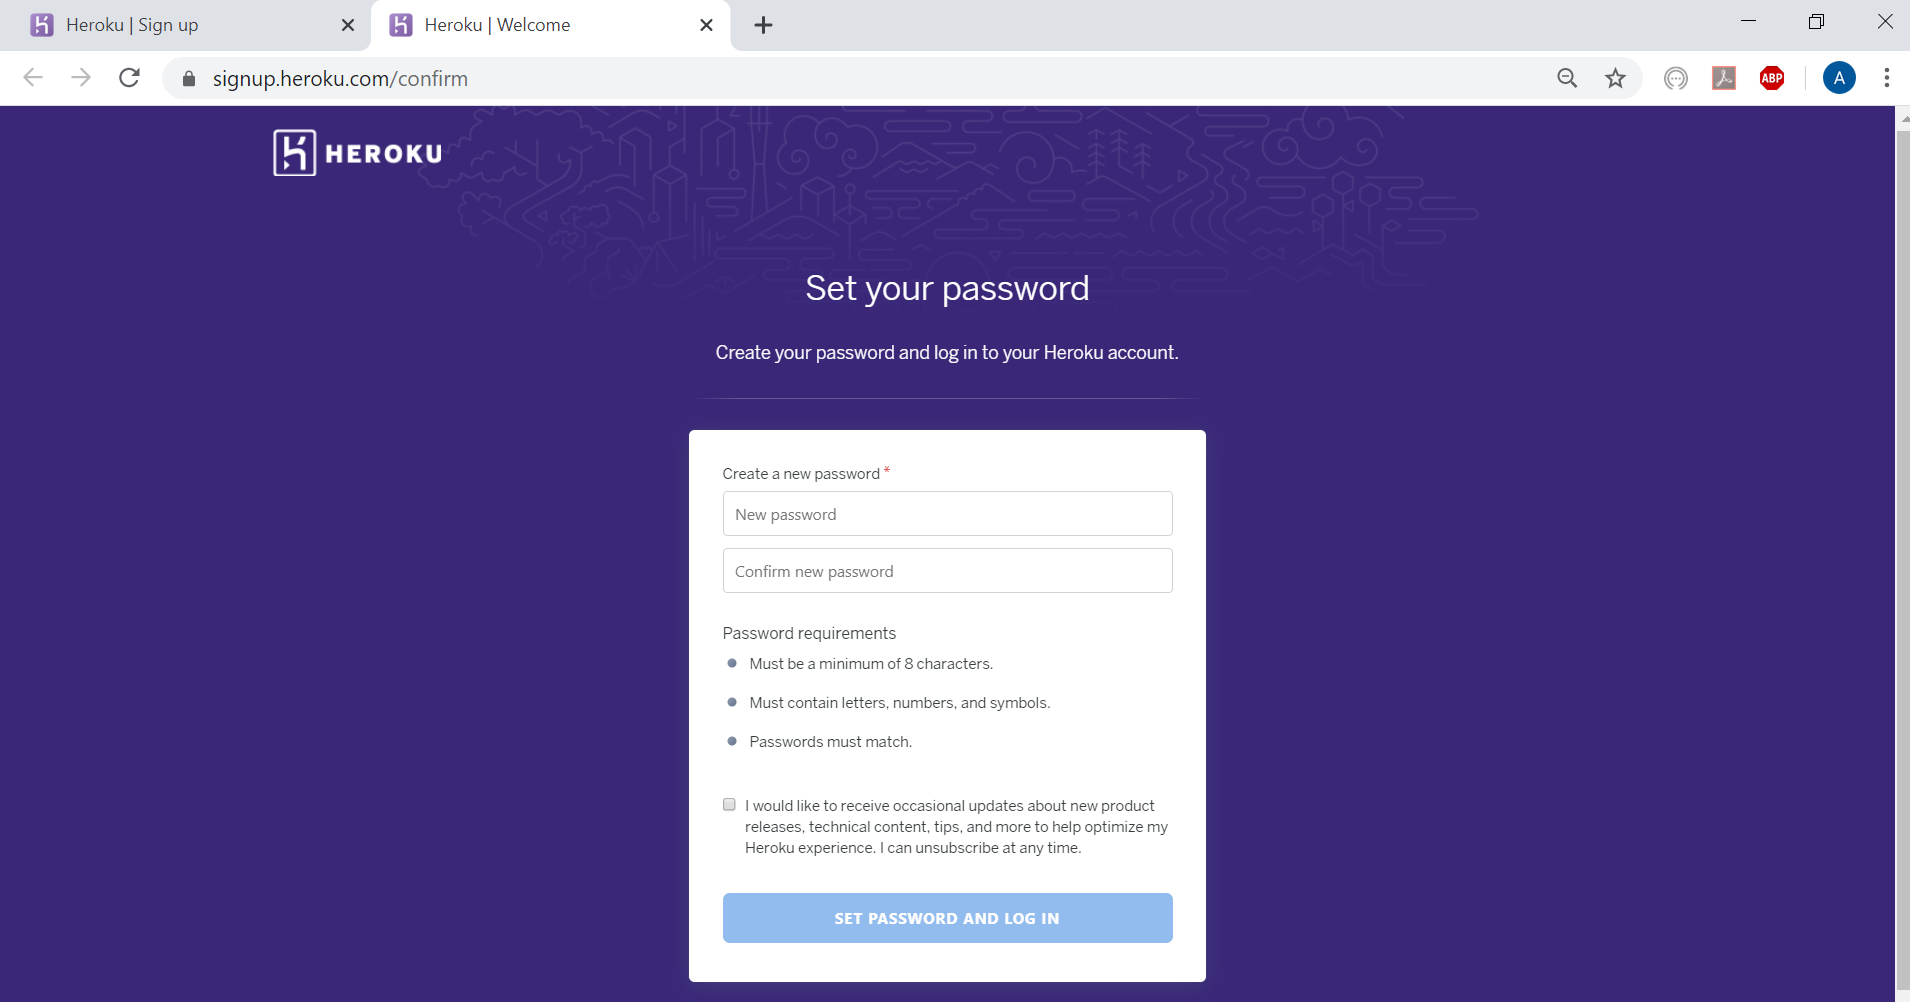 Heroku | Sign up
Heroku | Welcome
signup.heroku.com/confirm
ABP
A
HEROKU
Set your password
Create your password and log in to your Heroku account.
Create a new password *
New password
Confirm new password
Password requirements
Must be a minimum of 8 characters.
Must contain letters, numbers, and symbols.
Passwords must match.
I would like to receive occasional updates about new product
releases, technical content, tips, and more to help optimize my
Heroku experience. I can unsubscribe at any time.
SET PASSWORD AND LOG IN